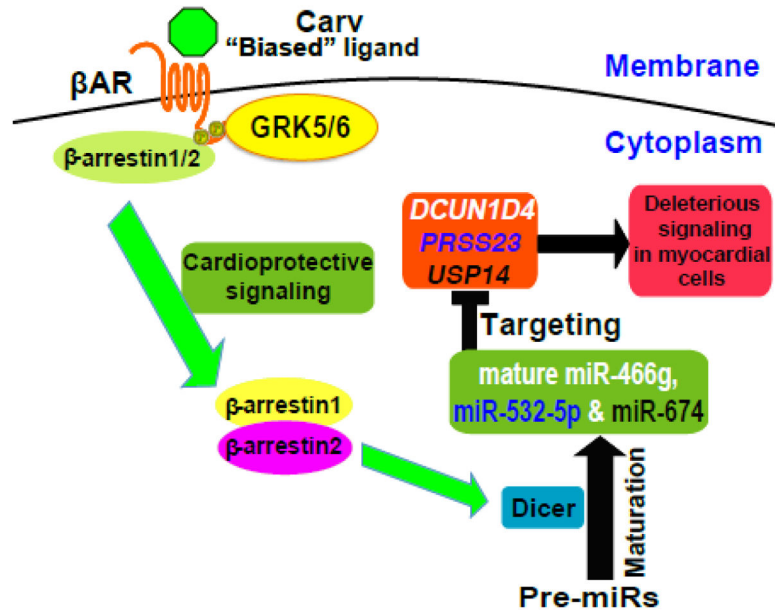 Carv
“Biased” ligand
βAR
Membrane
GRK5/6
P P
β-arrestin1/2
Cytoplasm
DCUN1D4
PRSS23
USP14
Deleterious
signaling
in myocardial
cells
Cardioprotective
signaling
Targeting
mature miR-466g,
miR-532-5p & miR-674
β-arrestin1
β-arrestin2
Dicer
Maturation
Pre-miRs